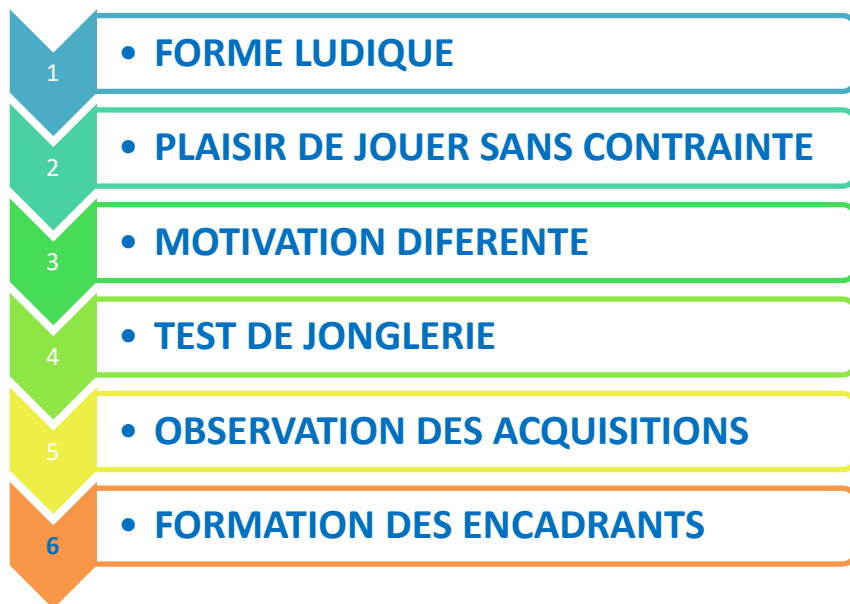 1
• FORME LUDIQUE
2
• PLAISIR DE JOUER SANS CONTRAINTE
3
• MOTIVATION DIFERENTE
4
• TEST DE JONGLERIE
5
• OBSERVATION DES ACQUISITIONS
6
• FORMATION DES ENCADRANTS